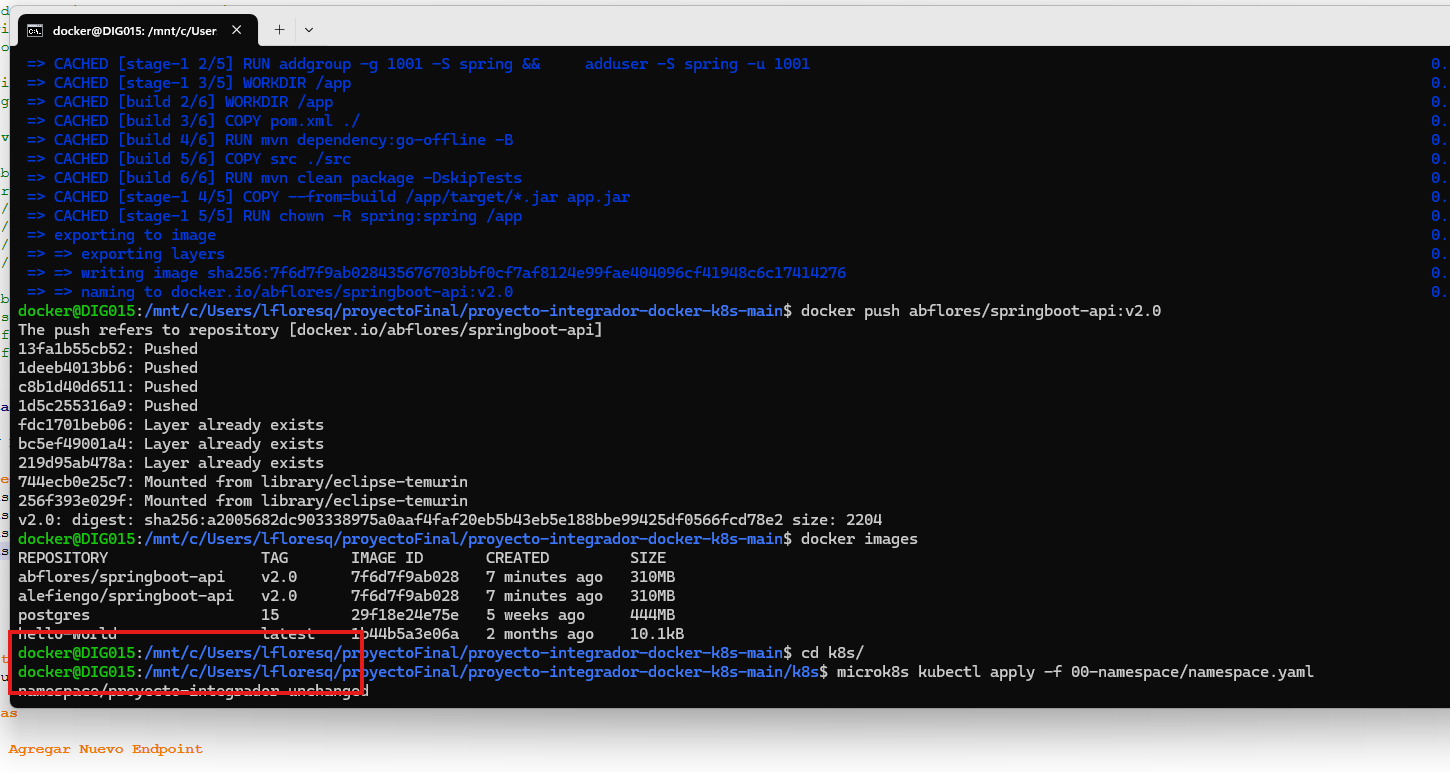 docker@DIG015: /mnt/c/User
=> CACHED [stage-1 2/5] RUN addgroup -g 1001 -S spring &&     adduser -S spring -u 1001 0.
=> CACHED [stage-1 3/5] WORKDIR /app 0.
=> CACHED [build 2/6] WORKDIR /app 0.
=> CACHED [build 3/6] COPY pom.xml ./ 0.
=> CACHED [build 4/6] RUN mvn dependency:go-offline -B 0.
=> CACHED [build 5/6] COPY src ./src 0.
=> CACHED [build 6/6] RUN mvn clean package -DskipTests 0.
=> CACHED [stage-1 4/5] COPY --from=build /app/target/*.jar app.jar 0.
=> CACHED [stage-1 5/5] RUN chown -R spring:spring /app 0.
=> exporting to image 0.
=> => exporting layers 0.
=> => writing image sha256:7f6d7f9ab028435676703bbf0cf7af8124e99fae404096cf41948c6c17414276 0.
=> => naming to docker.io/abflores/springboot-api:v2.0 0.
docker@DIG015:/mnt/c/Users/lfloresq/proyectoFinal/proyecto-integrador-docker-k8s-main$ docker push abflores/springboot-api:v2.0
The push refers to repository [docker.io/abflores/springboot-api]
13fa1b55cb52: Pushed
1deeb4013bb6: Pushed
c8b1d40d6511: Pushed
1d5c255316a9: Pushed
fdc1701beb06: Layer already exists
bc5ef49001a4: Layer already exists
219d95ab478a: Layer already exists
744ecb0e25c7: Mounted from library/eclipse-temurin
256f393e029f: Mounted from library/eclipse-temurin
v2.0: digest: sha256:a2005682dc903338975a0aaf4faf20eb5b43eb5e188bbe99425df0566fcd78e2 size: 2204
docker@DIG015:/mnt/c/Users/lfloresq/proyectoFinal/proyecto-integrador-docker-k8s-main$ docker images
REPOSITORY TAG IMAGE ID CREATED SIZE
abflores/springboot-api v2.0 7f6d7f9ab028 7 minutes ago 310MB
alefiengo/springboot-api v2.0 7f6d7f9ab028 7 minutes ago 310MB
postgres 15 29f18e24e75e 5 weeks ago 444MB
hello-world latest 1b44b5a3e06a 2 months ago 10.1kB
docker@DIG015:/mnt/c/Users/lfloresq/proyectoFinal/proyecto-integrador-docker-k8s-main$ cd k8s/
docker@DIG015:/mnt/c/Users/lfloresq/proyectoFinal/proyecto-integrador-docker-k8s-main/k8s$ microk8s kubectl apply -f 00-namespace/namespace.yaml
namespace/proyecto-integrador unchanged
as
Agregar Nuevo Endpoint